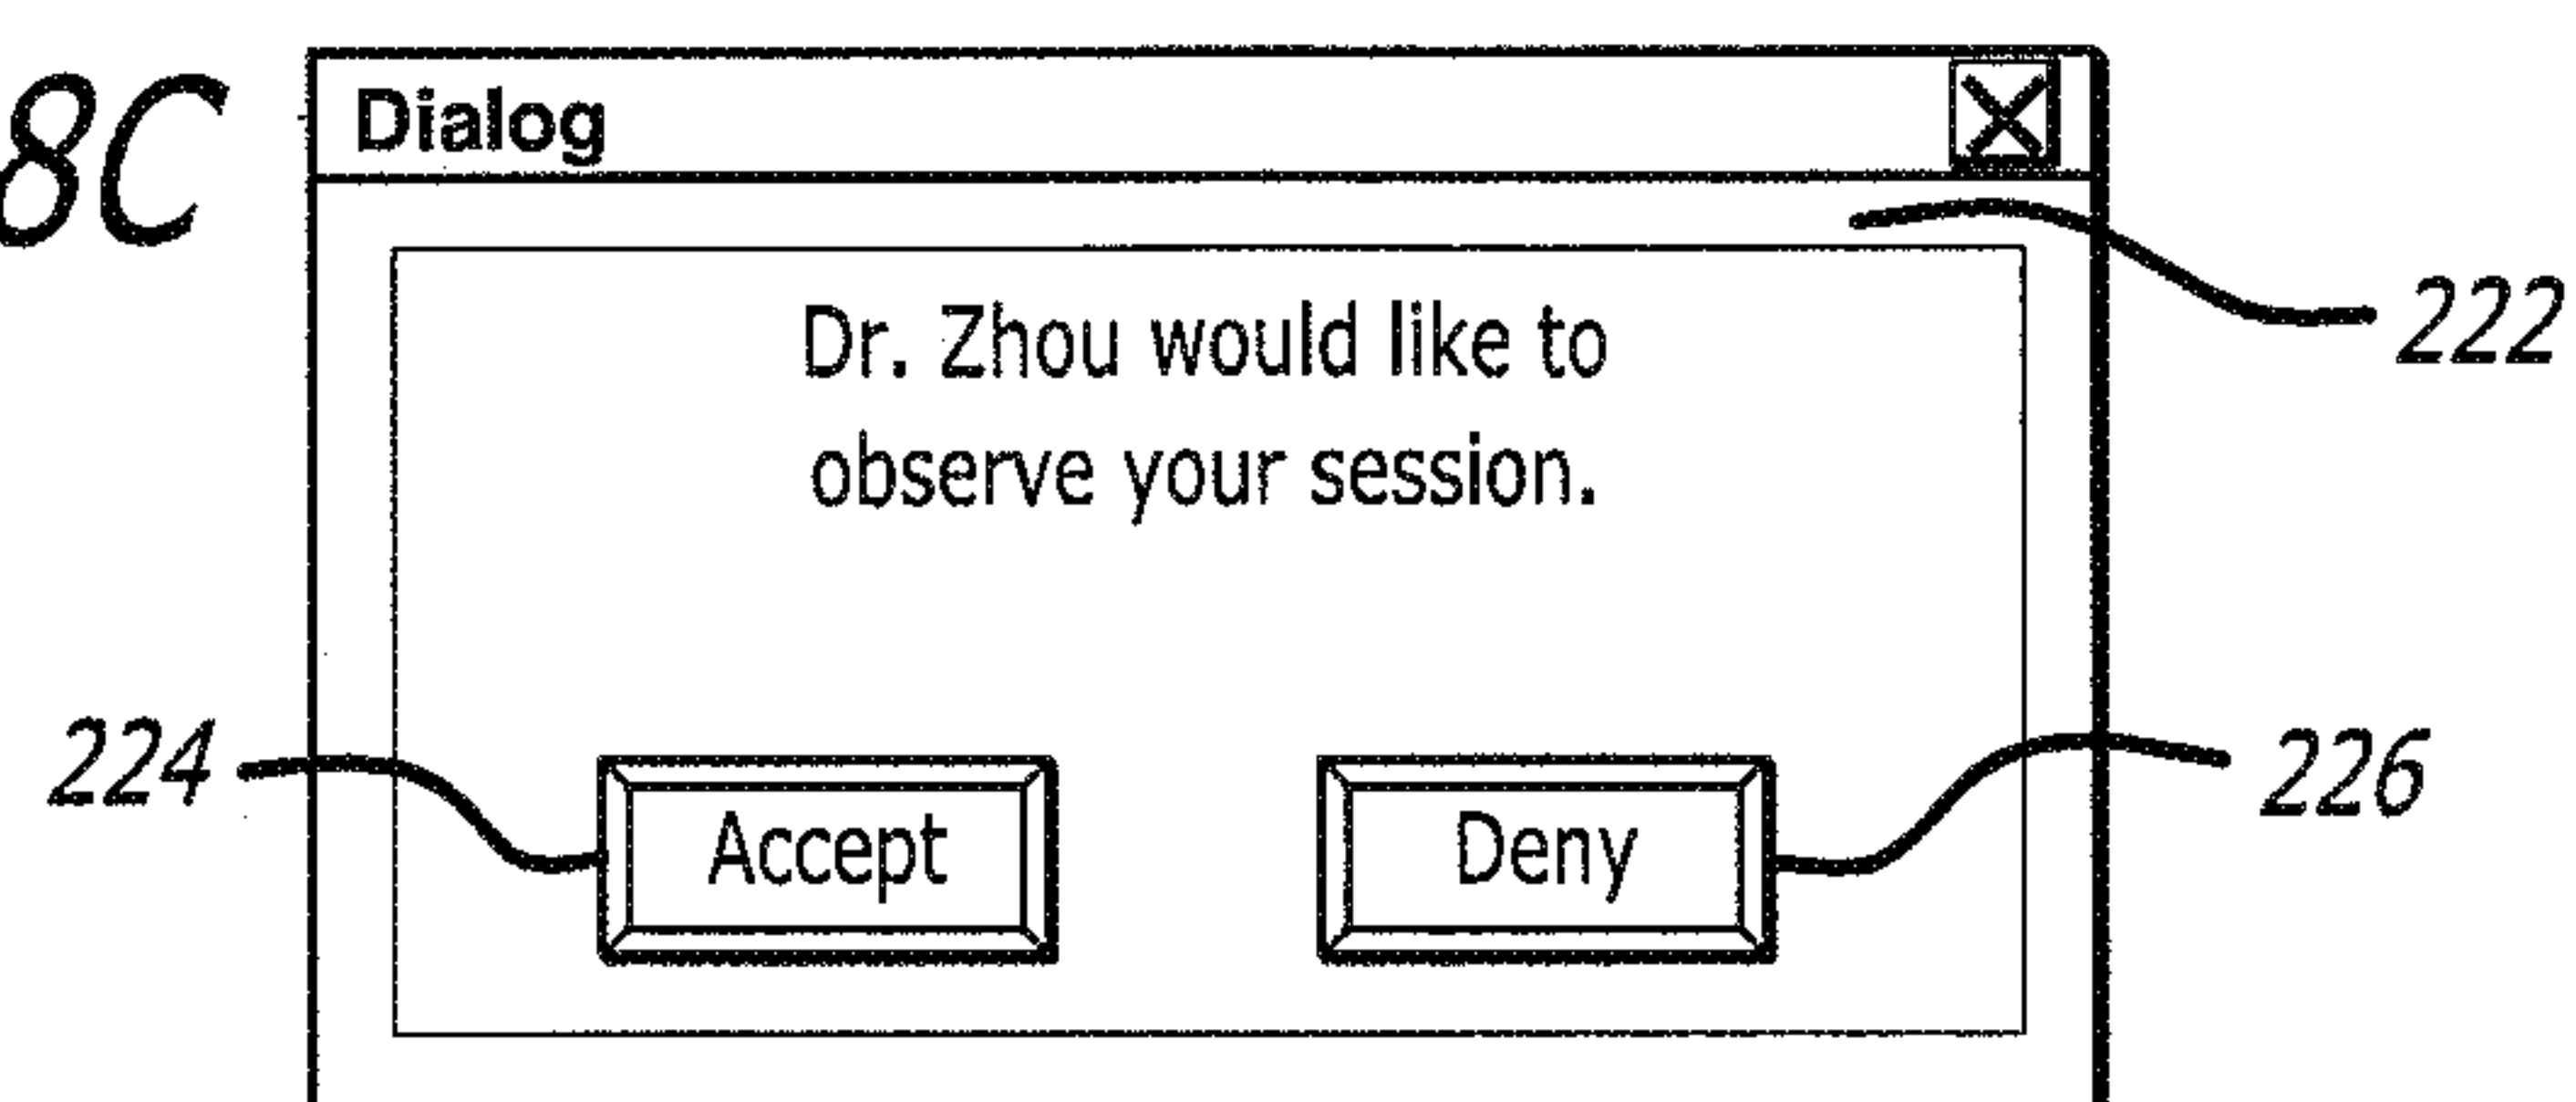 8C
Dialog
222
Dr. Zhou would like to
observe your session.
224
226
Accept
Deny